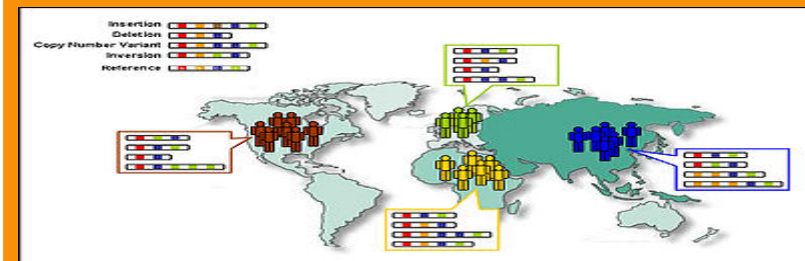 Insertion
Deletion
Copy Number Variant
Inversion
Reference